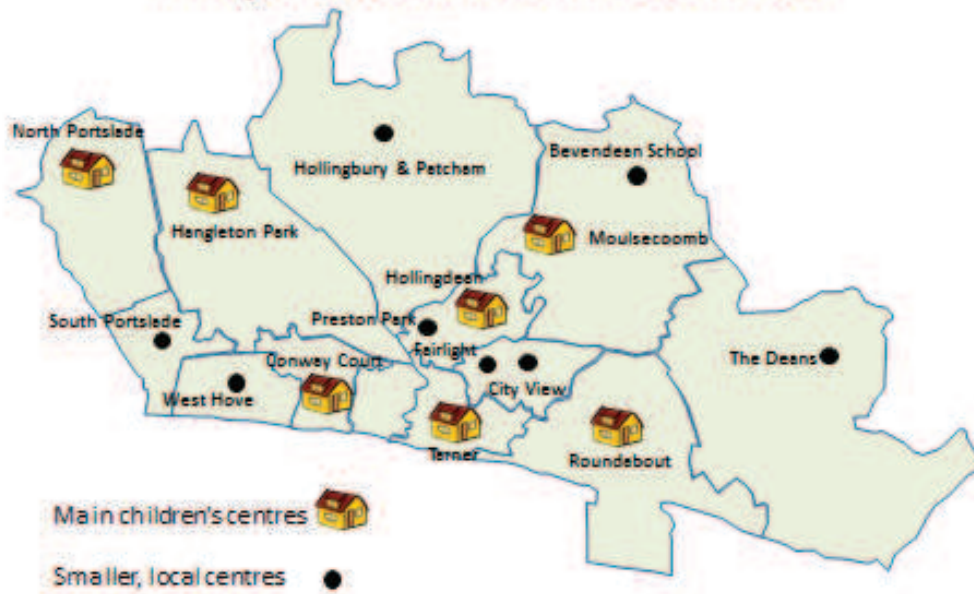 North Portslade
Hollingbury & Patcham
Bevendean School
Hangleton Park
Moulsecoomb
Hollingdean
South Portslade
Preston Park
Fairlight
The Deans
Conway Court
City View
West Hove
Tarner
Roundabout
Main children's centres
Smaller, local centres